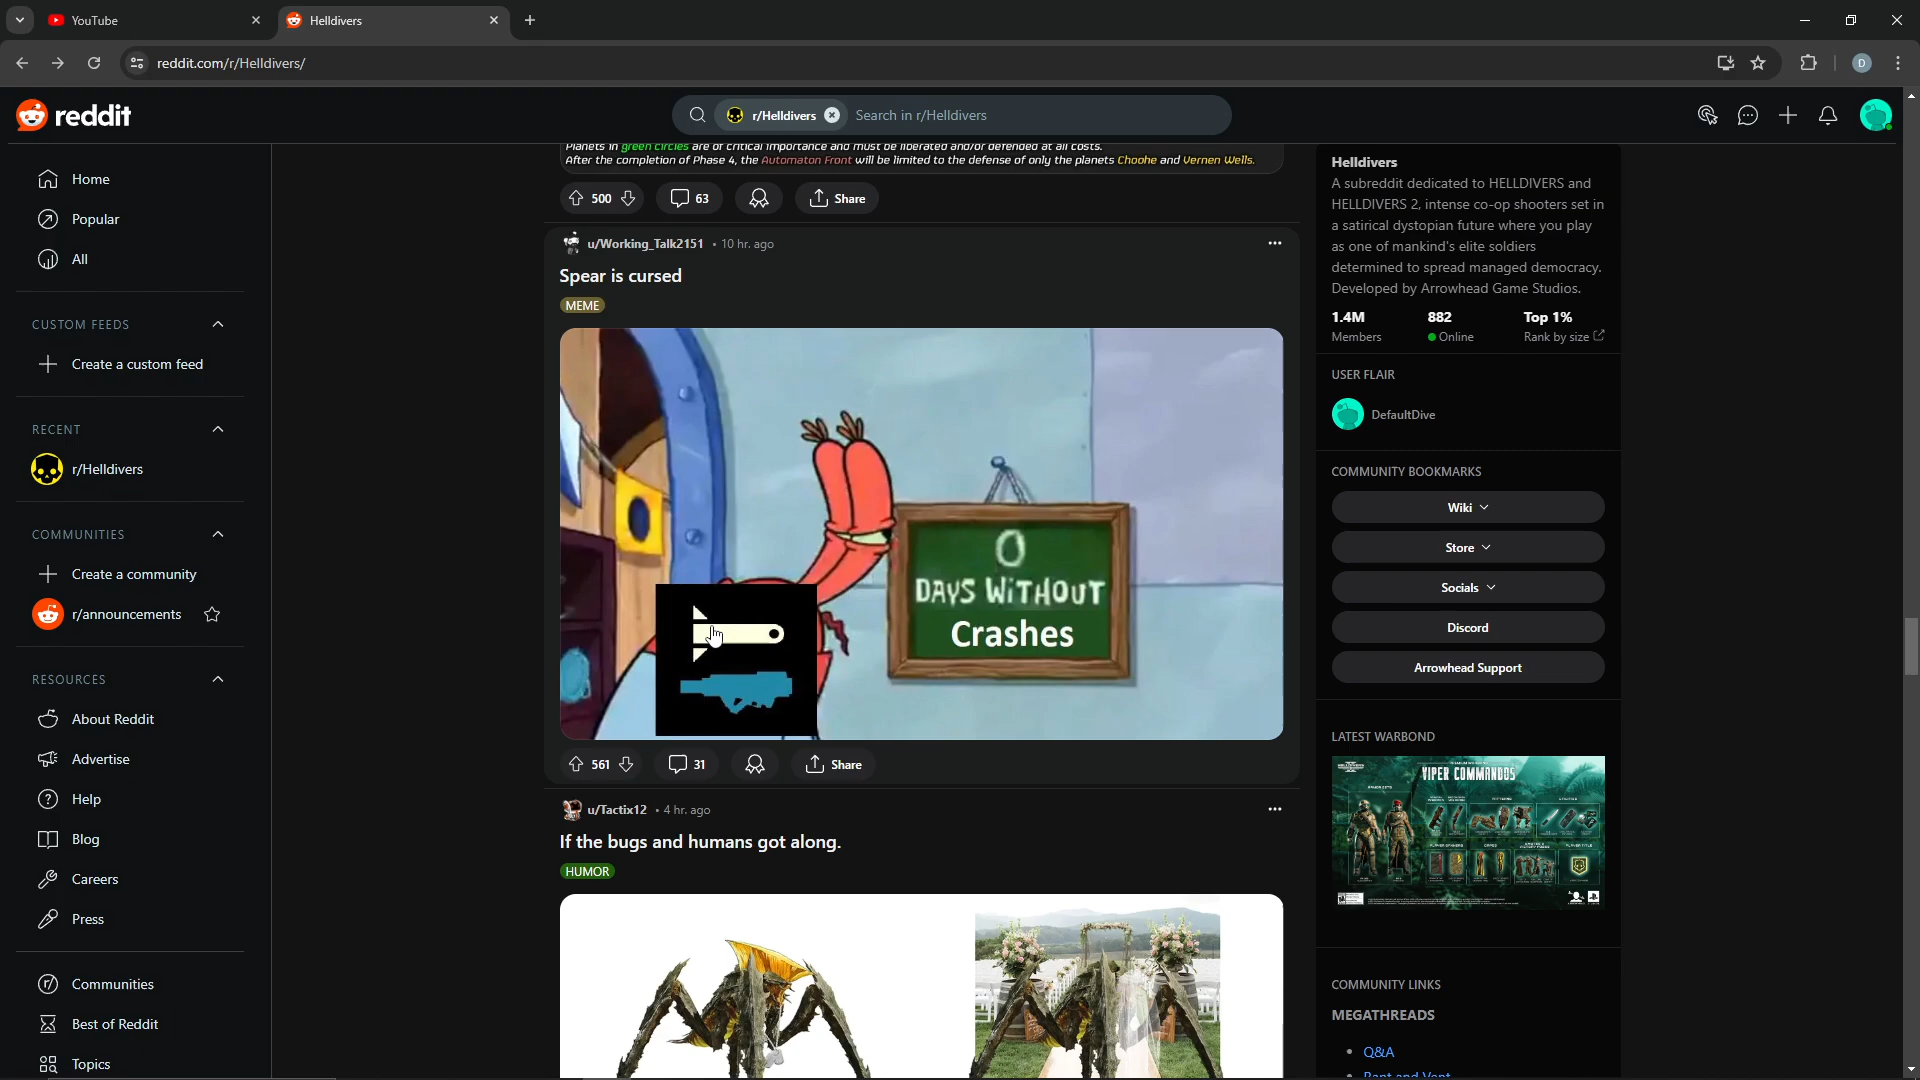 YouTube
Helldivers
reddit.com/r/Helldivers/
D
reddit
r/Helldivers
Search in r/Helldivers
Home
Popular
All
CUSTOM FEEDS
Create a custom feed
RECENT
r/Helldivers
COMMUNITIES
Create a community
r/announcements
RESOURCES
About Reddit
Advertise
Help
Blog
Careers
Press
Communities
Best of Reddit
Topics
Planets in green circles are of critical importance and must be liberated and/or defended at all costs.
After the completion of Phase 4, the Automaton Front will be limited to the defense of only the planets Choohe and Vernen Wells.
500
63
Share
u/Working_Talk2151 • 10 hr. ago
Spear is cursed
MEME
0
DAYS WITHOUT
Crashes
561
31
Share
u/Tactix12 • 4 hr. ago
If the bugs and humans got along.
HUMOR
Helldivers
A subreddit dedicated to HELLDIVERS and
HELLDIVERS 2, intense co-op shooters set in
a satirical dystopian future where you play
as one of mankind's elite soldiers
determined to spread managed democracy.
Developed by Arrowhead Game Studios.
1.4M 882 Top 1%
Members Online Rank by size
USER FLAIR
DefaultDive
COMMUNITY BOOKMARKS
Wiki
Store
Socials
Discord
Arrowhead Support
LATEST WARBOND
VIPER COMMANDOS
COMMUNITY LINKS
MEGATHREADS
• Q&A
• Rant and Vent